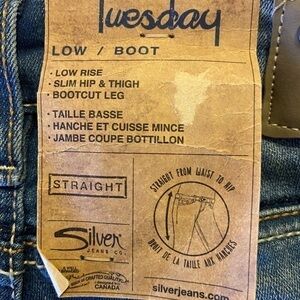 Tuesday
LOW / BOOT
· LOW RISE
· SLIM HIP & THIGH
· BOOTCUT LEG
· TAILLE BASSE
· HANCHE ET CUISSE MINCE
· JAMBE COUPE BOTTILLON
STRAIGHT
STRAIGHT FROM WAIST TO HIP
DROIT DE LA TAILLE AUX HANCHES
Silver
JEANS CO.
CANADA
silverjeans.com